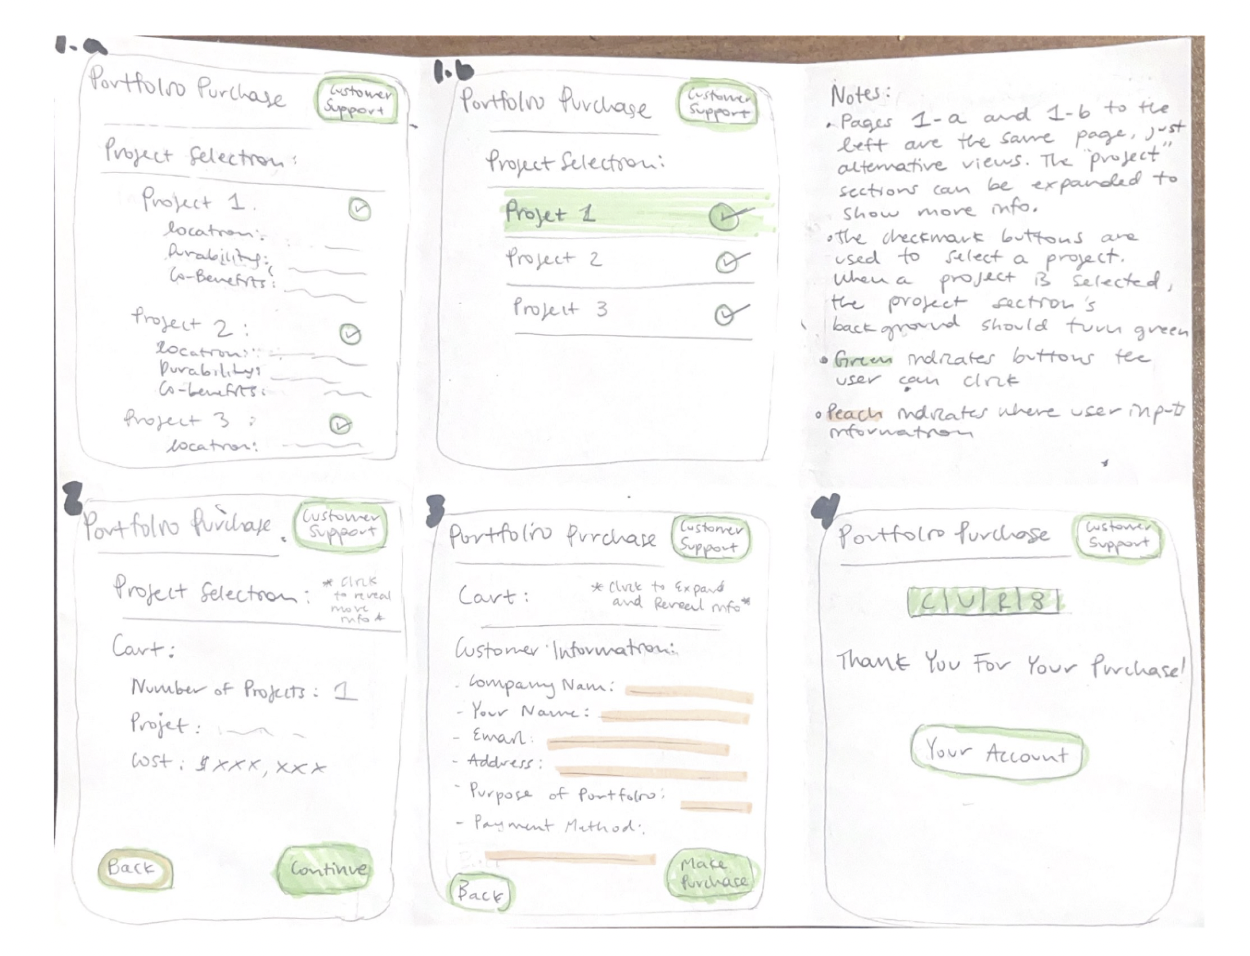 1.a
Portfolio Purchase
Customer
Support
Project Selection:
Project 1.
Location:
Durability:
Co-Benefits:
Project 2:
Location:
Durability:
Co-benefits:
Project 3:
Location:
1.b
Portfolio Purchase
Customer
Support
Project Selection:
Projet 1
Project 2
Project 3
Notes:
• Pages 1-a and 1-b to the
left are the same page, just
alternative views. The "project"
sections can be expanded to
show more info.
• The checkmark buttons are
used to select a project.
When a project is selected,
the project section's
background should turn green
• Green indicates buttons the
user can click
• Peach indicates where user input
information
2
Portfolio Purchase
Customer
Support
Project Selection:
* Click
to reveal
more
info *
Cart:
Number of Projects: 1
Projet:
Cost: $xxx,xxx
Back
Continue
3
Portfolio Purchase
Customer
Support
Cart:
* Click to Expand
and Reveal info *
Customer Information:
- Company Name:
- Your Name:
- Email:
- Address:
- Purpose of Portfolio:
- Payment Method:
Back
Make
Purchase
4
Portfolio Purchase
Customer
Support
C|U|R|8
Thank You For Your Purchase!
Your Account